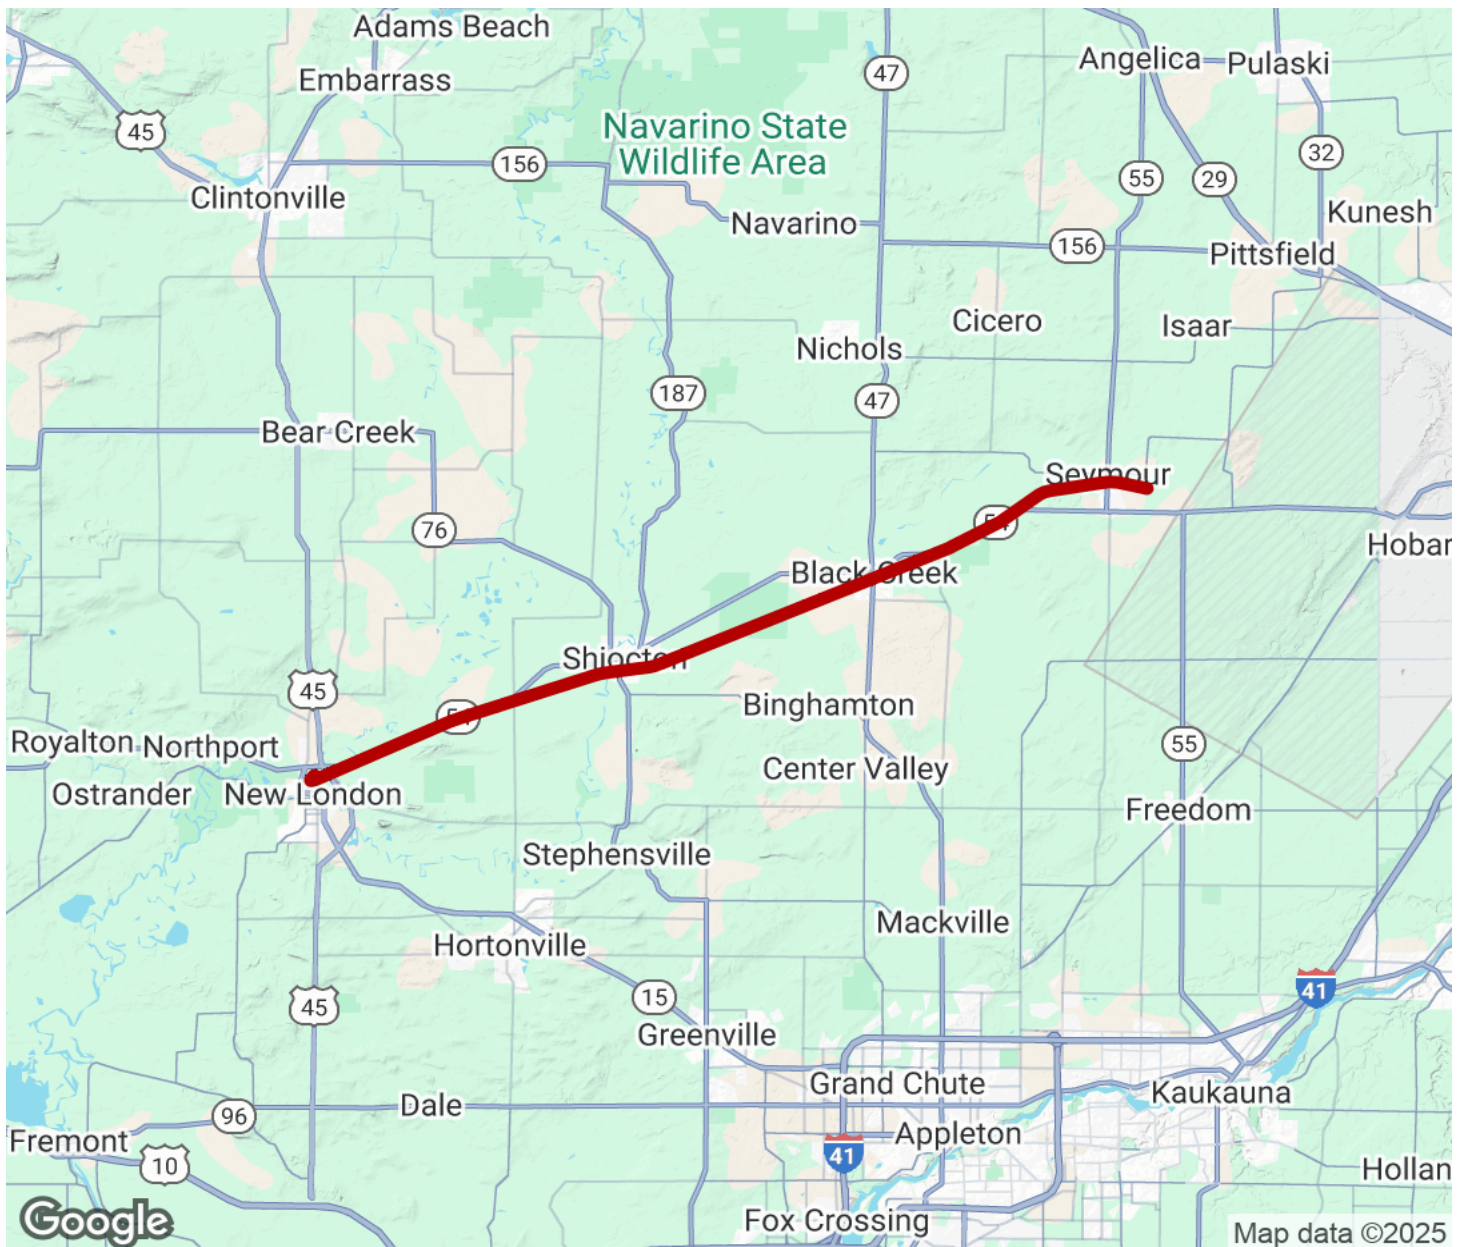 Adams Beach
Embarrass
Angelica
Pulaski
47
45
Navarino State
Wildlife Area
156
32
55
29
Clintonville
Navarino
Kunesh
156
Pittsfield
Cicero
Isaar
Nichols
187
47
Bear Creek
Seymour
76
54
Hobar
Black Creek
Shiocton
45
54
Binghamton
Royalton
Northport
55
Center Valley
Ostrander
New London
Freedom
Stephensville
Mackville
Hortonville
41
15
45
Greenville
Grand Chute
Kaukauna
Dale
96
Appleton
Fremont
41
10
Hollan
Google
Fox Crossing
Map data ©2025